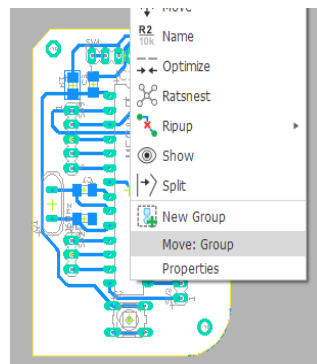 Move
R2
10k
Name
Optimize
Ratsnest
Ripup
Show
Split
New Group
Move: Group
Properties